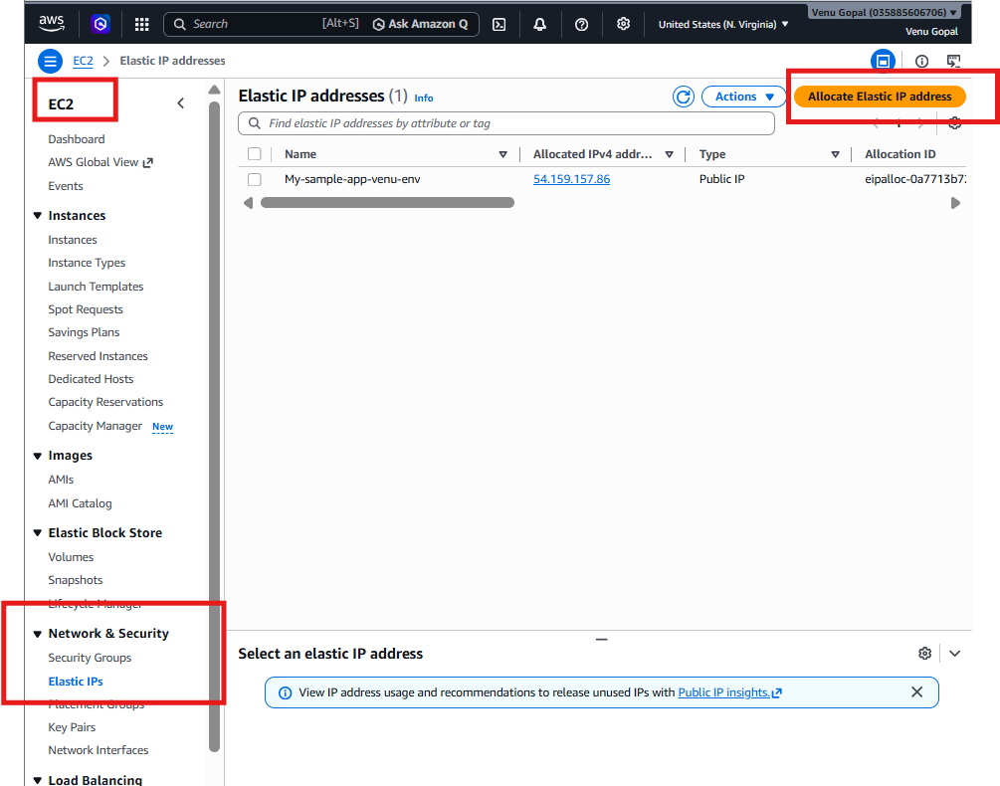 aws Search [Alt+S] Ask Amazon Q United States (N. Virginia) ▼ Venu Gopal (035885606706) ▼
Venu Gopal
EC2 > Elastic IP addresses
EC2
Dashboard
AWS Global View
Events
Instances
Instances
Instance Types
Launch Templates
Spot Requests
Savings Plans
Reserved Instances
Dedicated Hosts
Capacity Reservations
Capacity Manager New
Images
AMIs
AMI Catalog
Elastic Block Store
Volumes
Snapshots
Lifecycle Manager
Network & Security
Security Groups
Elastic IPs
Placement Groups
Key Pairs
Network Interfaces
Load Balancing
Elastic IP addresses (1) Info
Actions ▼
Allocate Elastic IP address
Find elastic IP addresses by attribute or tag
1
Name Allocated IPv4 addr... Type Allocation ID
My-sample-app-venu-env 54.159.157.86 Public IP eipalloc-0a7713b72
Select an elastic IP address
View IP address usage and recommendations to release unused IPs with Public IP insights.